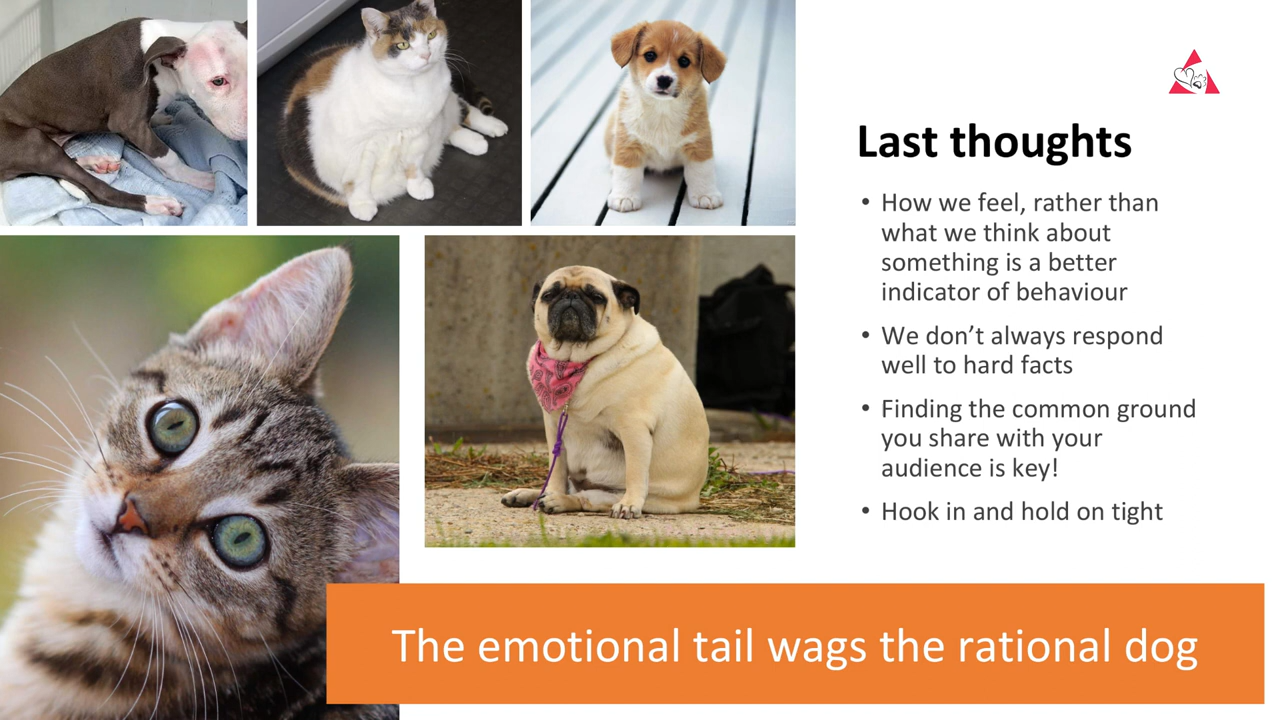 Last thoughts
• How we feel, rather than
what we think about
something is a better
indicator of behaviour
• We don’t always respond
well to hard facts
• Finding the common ground
you share with your
audience is key!
• Hook in and hold on tight
The emotional tail wags the rational dog